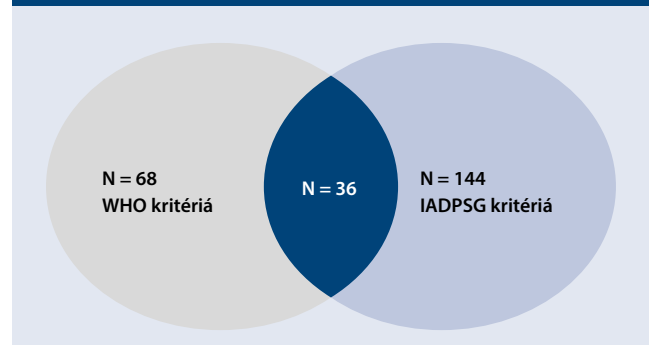 N = 68
WHO kritériá
N = 36
N = 144
IADPSG kritériá